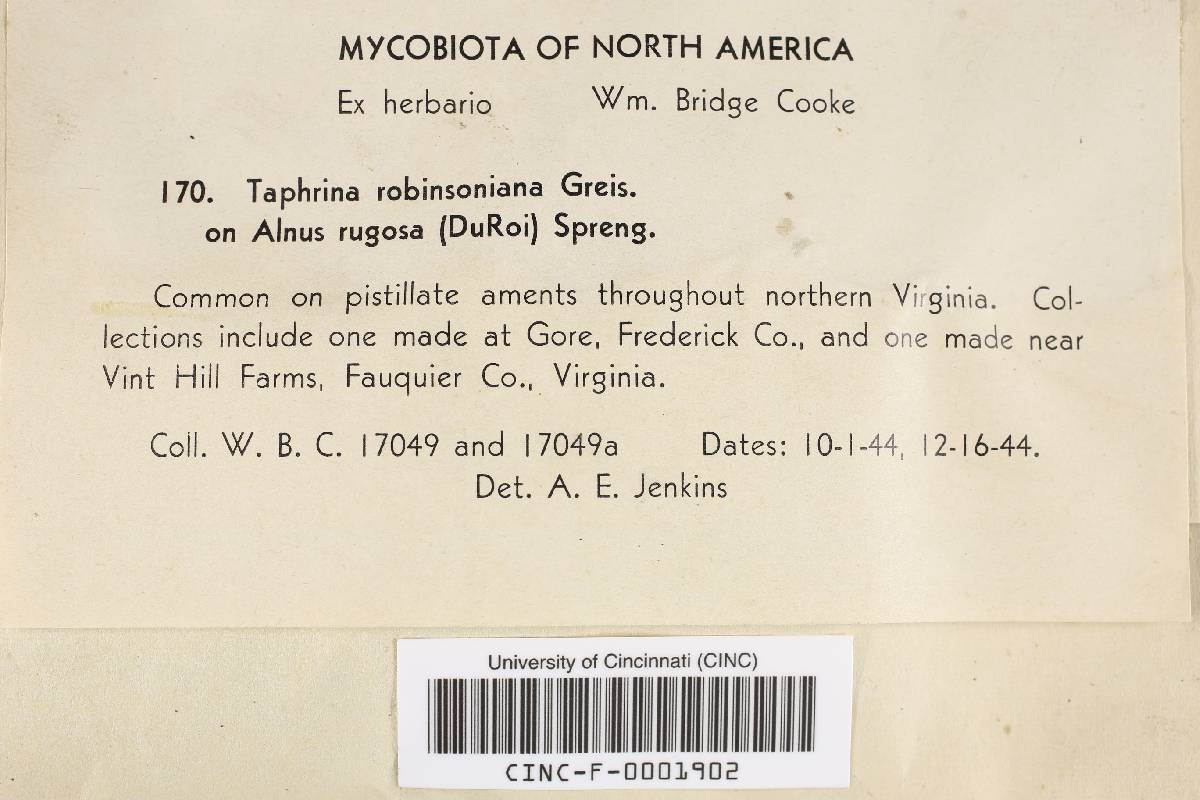 MYCOBIOTA OF NORTH AMERICA
Ex herbario Wm. Bridge Cooke
170. Taphrina robinsoniana Greis.
on Alnus rugosa (DuRoi) Spreng.
Common on pistillate aments throughout northern Virginia. Col-
lections include one made at Gore, Frederick Co., and one made near
Vint Hill Farms, Fauquier Co., Virginia.
Coll. W. B. C. 17049 and 17049a Dates: 10-1-44, 12-16-44.
Det. A. E. Jenkins
University of Cincinnati (CINC)
CINC-F-0001902